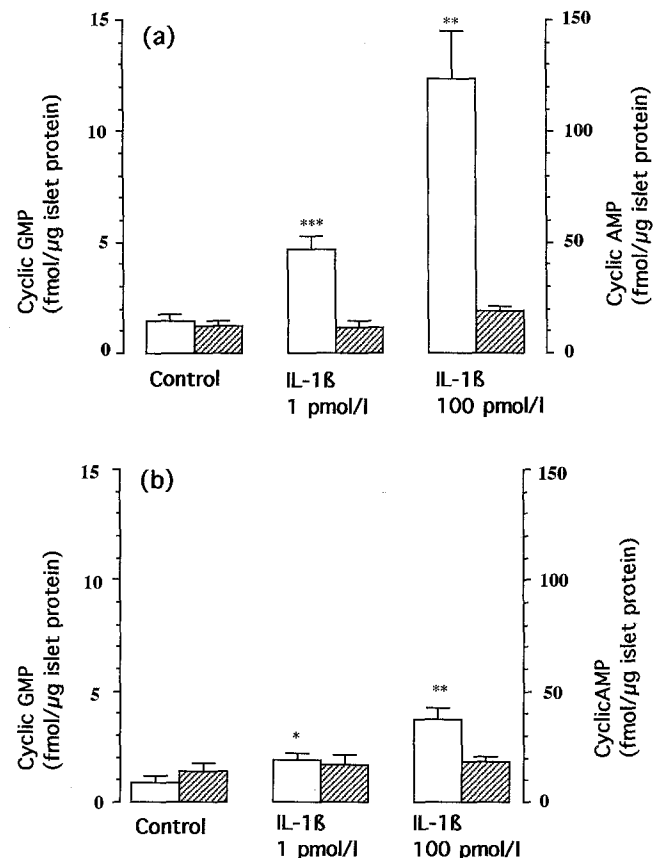 (a)
15
10
5
0
Cyclic GMP
(fmol/µg islet protein)
***
**
150
100
50
0
Cyclic AMP
(fmol/µg islet protein)
Control
IL-1ß
1 pmol/l
IL-1ß
100 pmol/l
(b)
15
10
5
0
Cyclic GMP
(fmol/µg islet protein)
*
**
150
100
50
0
CyclicAMP
(fmol/µg islet protein)
Control
IL-1ß
1 pmol/l
IL-1ß
100 pmol/l